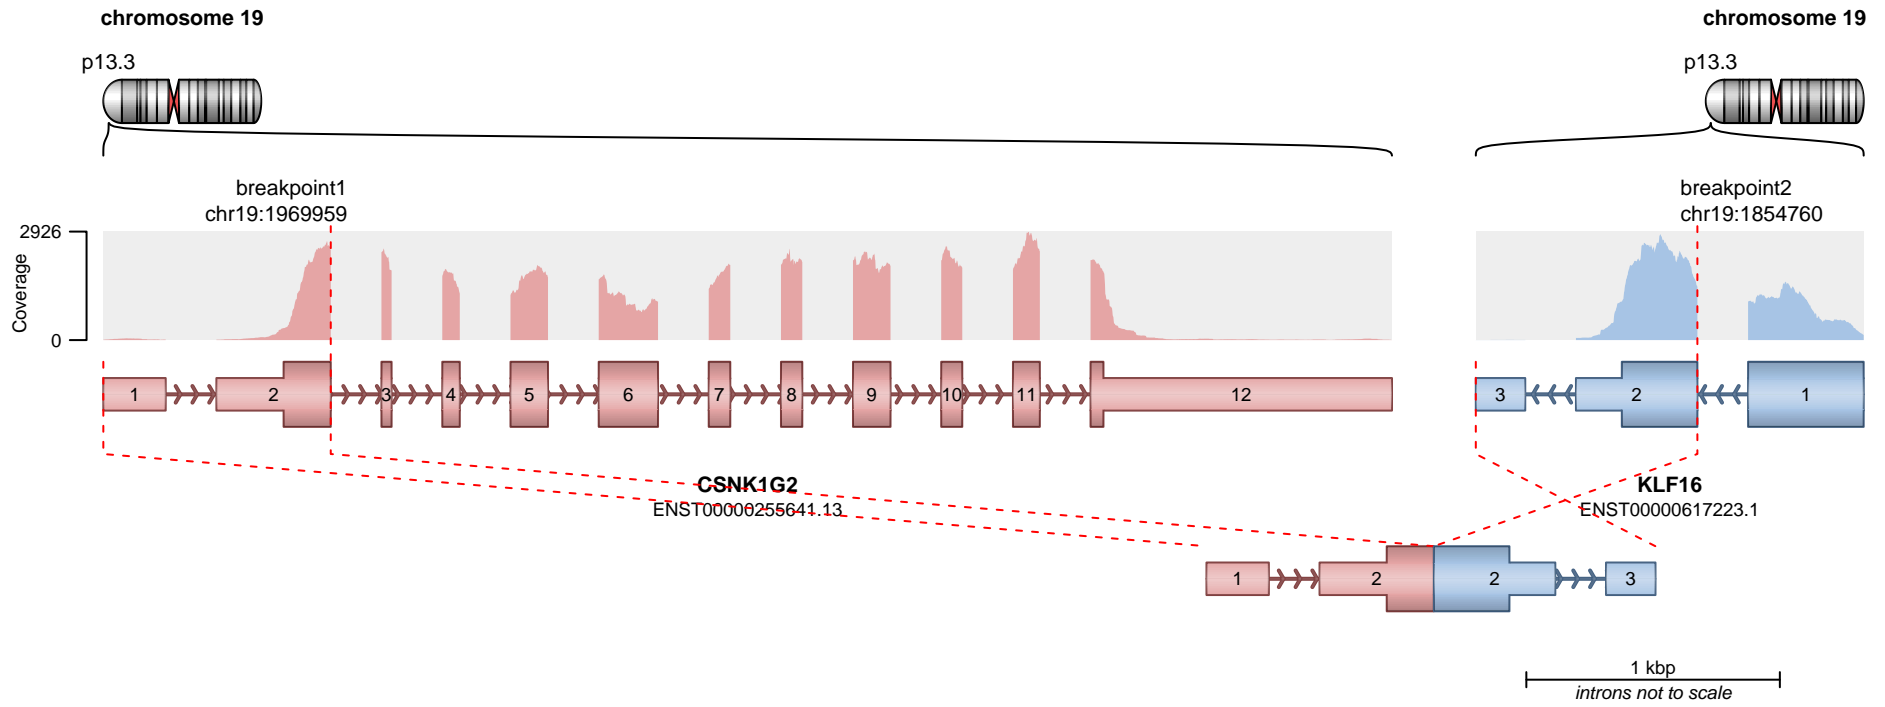 chromosome 19
chromosome 19
p13.3
p13.3
breakpoint1
chr19:1969959
breakpoint2
chr19:1854760
2926
Coverage
0
1 2 3 4 5 6 7 8 9 10 11 12
3 2 1
CSNK1G2
ENST00000255641.13
KLF16
ENST00000617223.1
1 2 2 3
1 kbp
introns not to scale